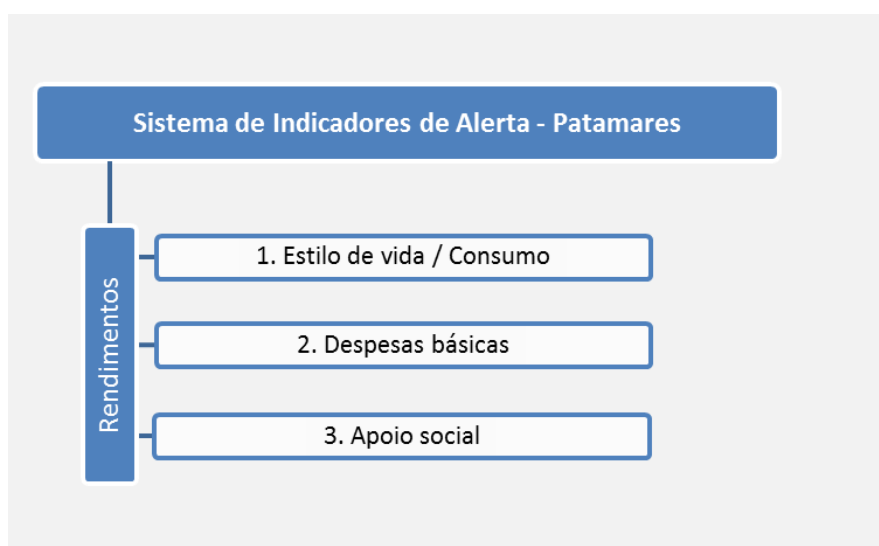 Sistema de Indicadores de Alerta - Patamares
Rendimentos
1. Estilo de vida / Consumo
2. Despesas básicas
3. Apoio social